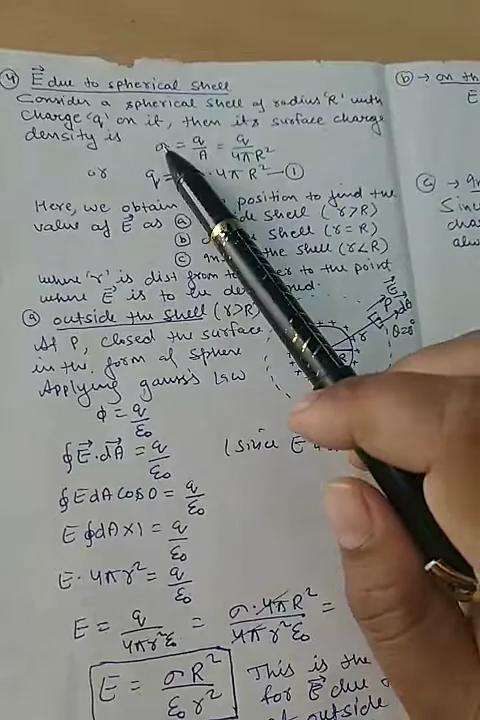 ④ E⃗ due to spherical shell
Consider a spherical shell of radius 'R' with
charge 'q' on it, then its surface charge
density is
σ = q/A = q/4πR²
or q = · 4πR² —①
Here, we obtain position to find the
value of E⃗ as ⓐ shell (r>R)
ⓑ shell (r=R)
ⓒ the shell (r<R)
where 'r' is dist from to the point
where E⃗ is to be
ⓐ outside the shell (r>R)
At P, closed the surface
in the form of sphere
Applying gauss's law
ϕ = q/ε₀
∮E⃗·dA⃗ = q/ε₀
(since E
∮EdA cos0 = q/ε₀
E∮dA×1 = q/ε₀
E·4πr² = q/ε₀
E = q/4πr²ε₀ = σ·4πR²/4πr²ε₀ =
E = σR²/ε₀r²
This is the
for E⃗ due
outside
E⃗
P dA⃗
θ=0°
r
R
ⓑ → on th
E
ⓒ → 
Sinc
cha
alw